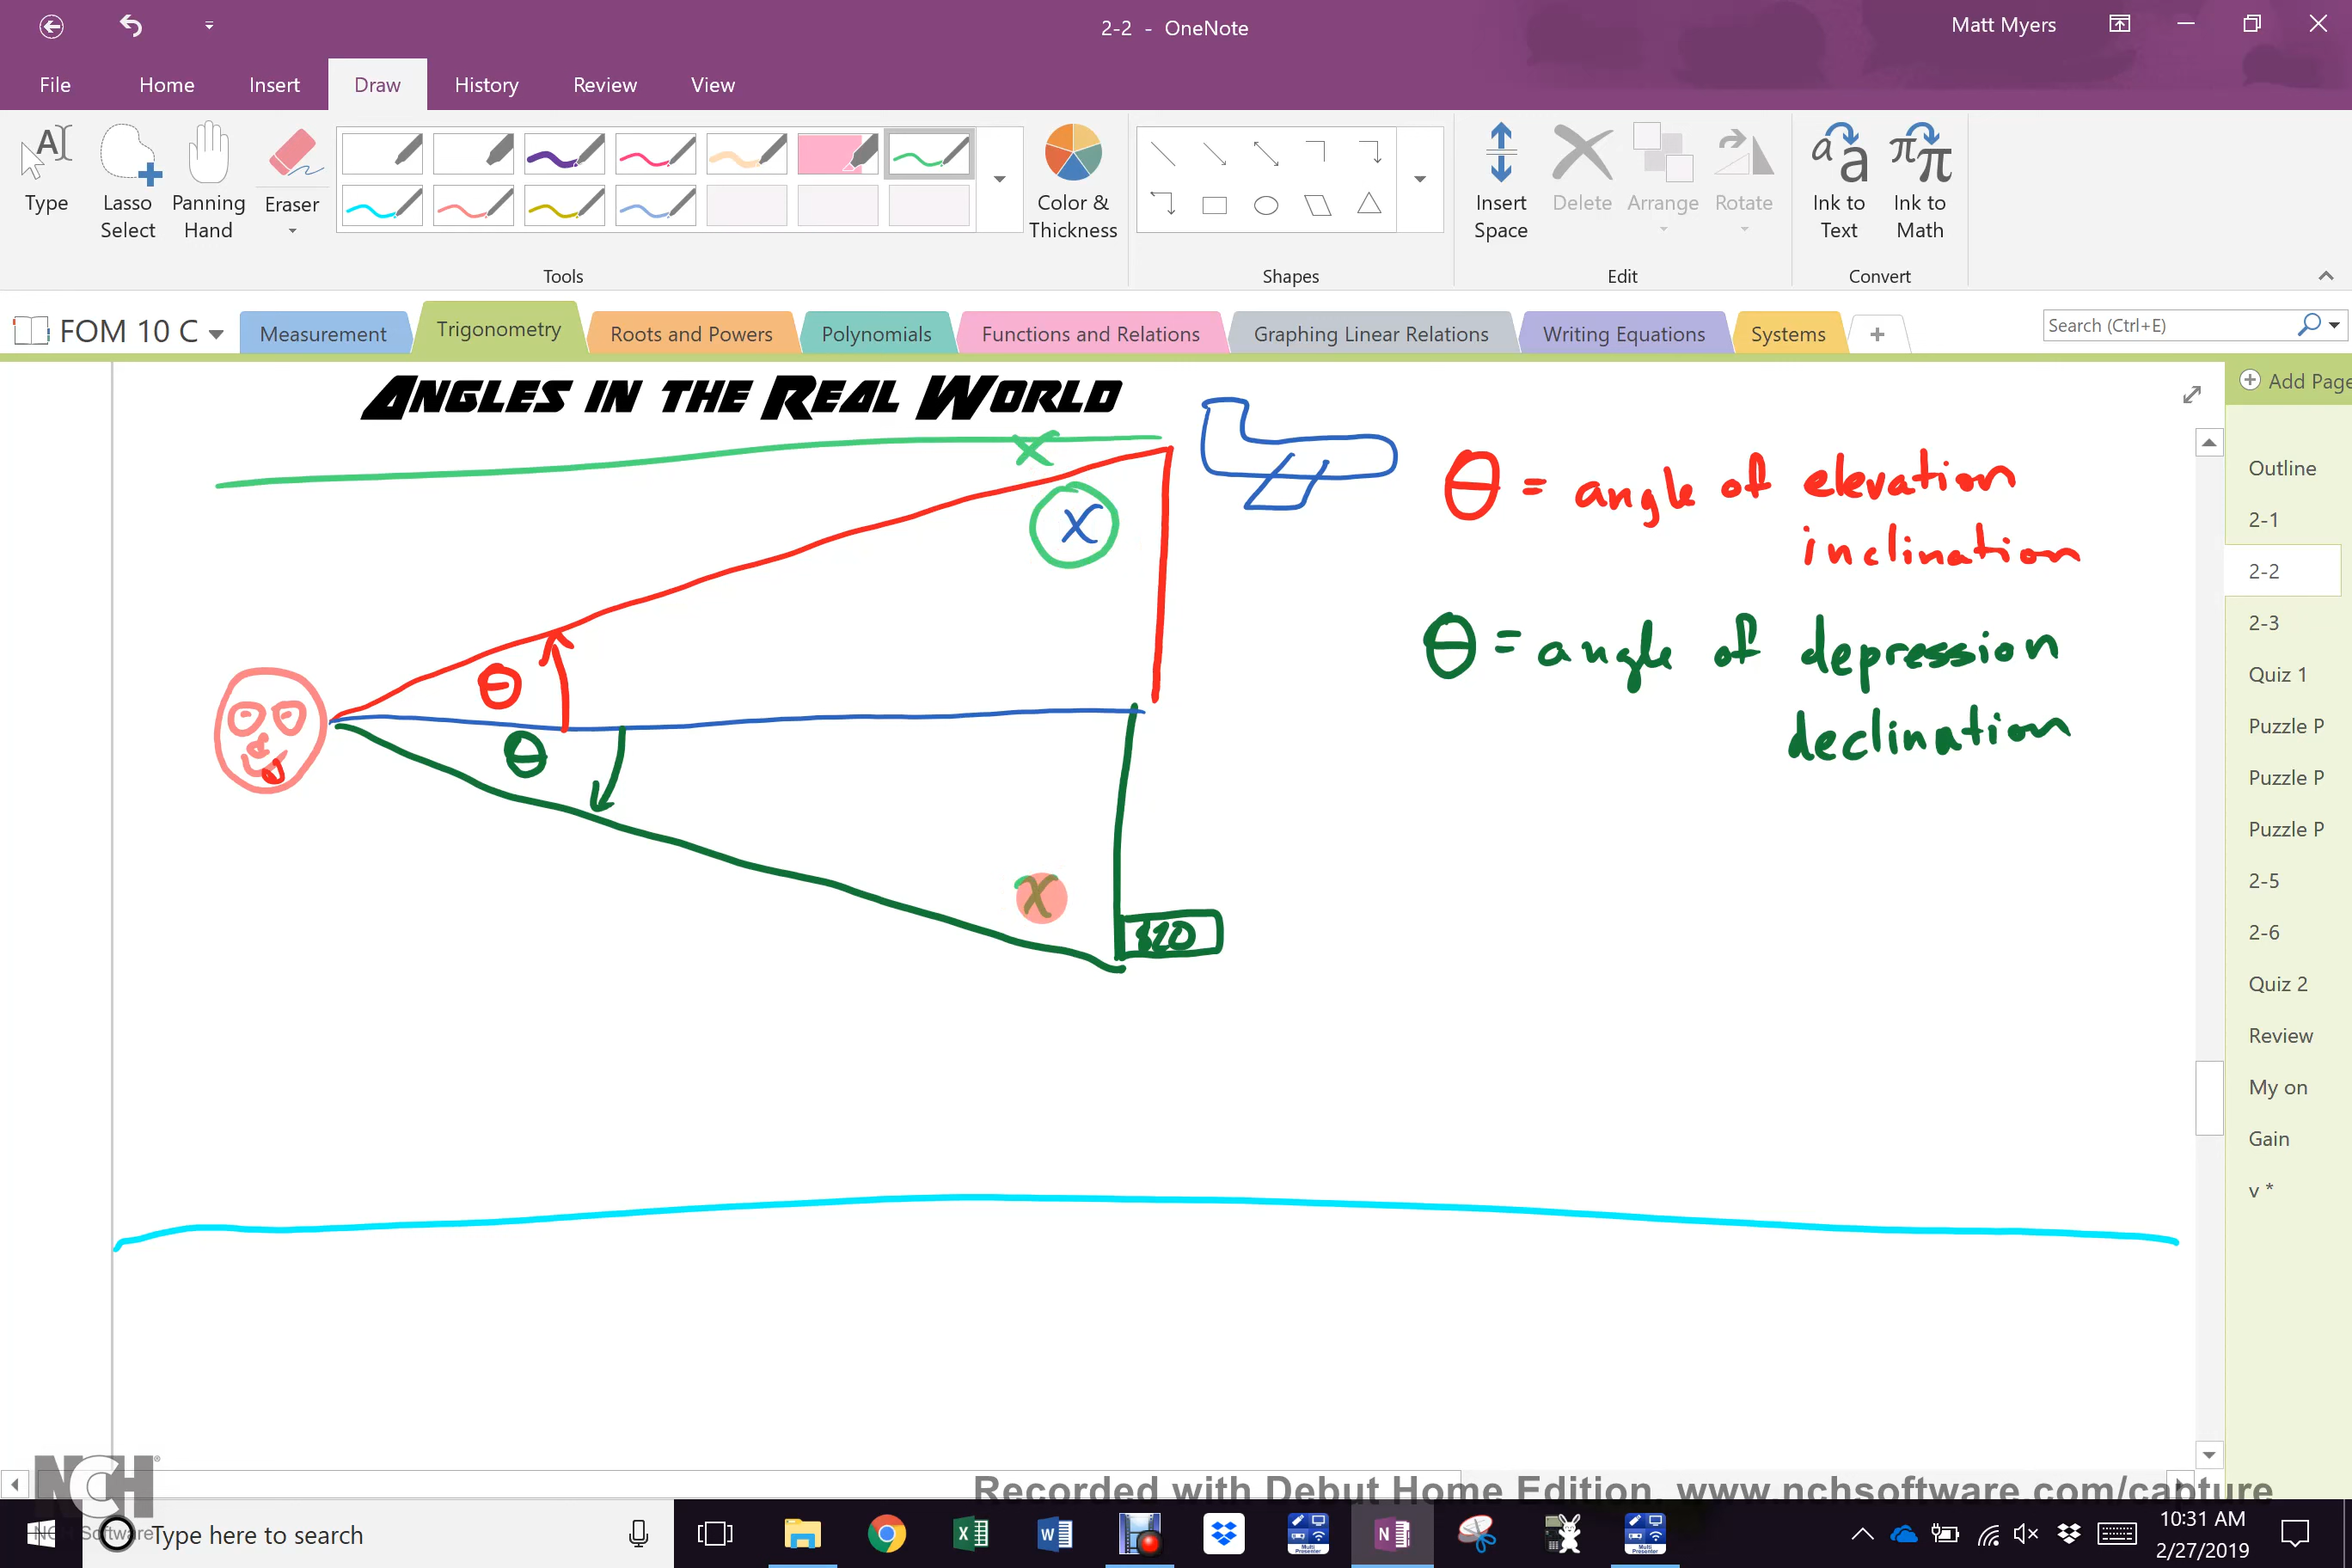 2-2 - OneNote
Matt Myers
File Home Insert Draw History Review View
Type
Lasso Select
Panning Hand
Eraser
Color & Thickness
Insert Space
Delete
Arrange
Rotate
Ink to Text
Ink to Math
Tools
Shapes
Edit
Convert
FOM 10 C
Measurement
Trigonometry
Roots and Powers
Polynomials
Functions and Relations
Graphing Linear Relations
Writing Equations
Systems
Search (Ctrl+E)
Add Page
ANGLES IN THE REAL WORLD
X
X
θ = angle of elevation
inclination
θ
θ = angle of depression
θ
declination
X
$20
Outline
2-1
2-2
2-3
Quiz 1
Puzzle P
Puzzle P
Puzzle P
2-5
2-6
Quiz 2
Review
My on
Gain
v *
NCH
NCH Software
Recorded with Debut Home Edition. www.nchsoftware.com/capture
Type here to search
10:31 AM
2/27/2019